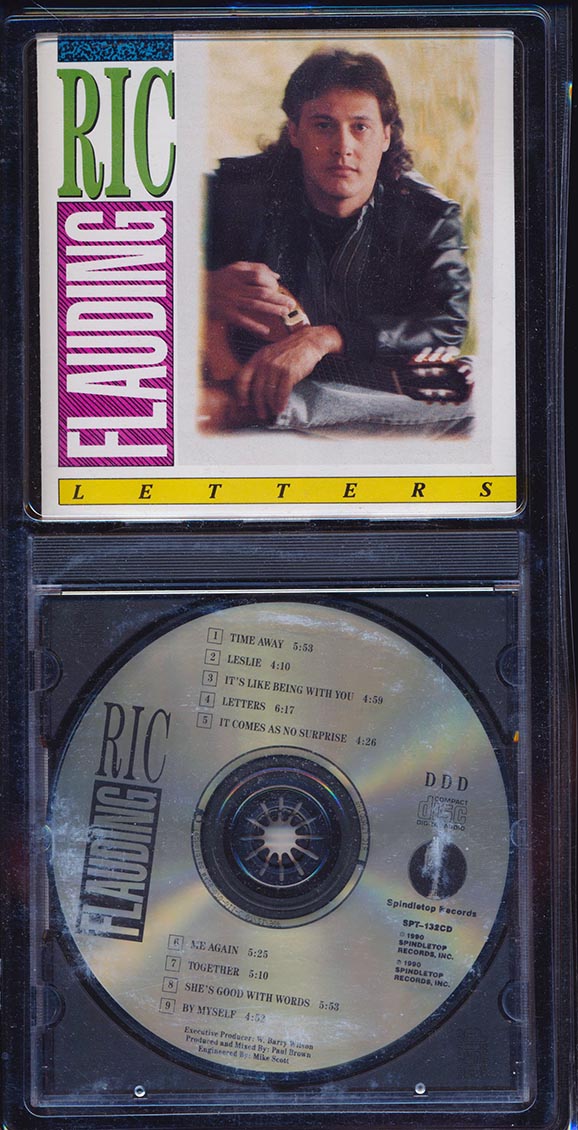 RIC
FLAUDING
LETTERS
1 TIME AWAY 5:53
2 LESLIE 4:10
3 IT'S LIKE BEING WITH YOU 4:59
4 LETTERS 6:17
5 IT COMES AS NO SURPRISE 4:26
RIC
FLAUDING
DDD
COMPACT
disc
DIGITAL AUDIO
Spindletop Records
SPT-132CD
© 1990
SPINDLETOP
RECORDS, INC.
℗ 1990
SPINDLETOP
RECORDS, INC.
6 ME AGAIN 5:25
7 TOGETHER 5:10
8 SHE'S GOOD WITH WORDS 5:53
9 BY MYSELF 4:52
Executive Producer: W. Barry Wilson
Produced and Mixed By: Paul Brown
Engineered By: Mike Scott